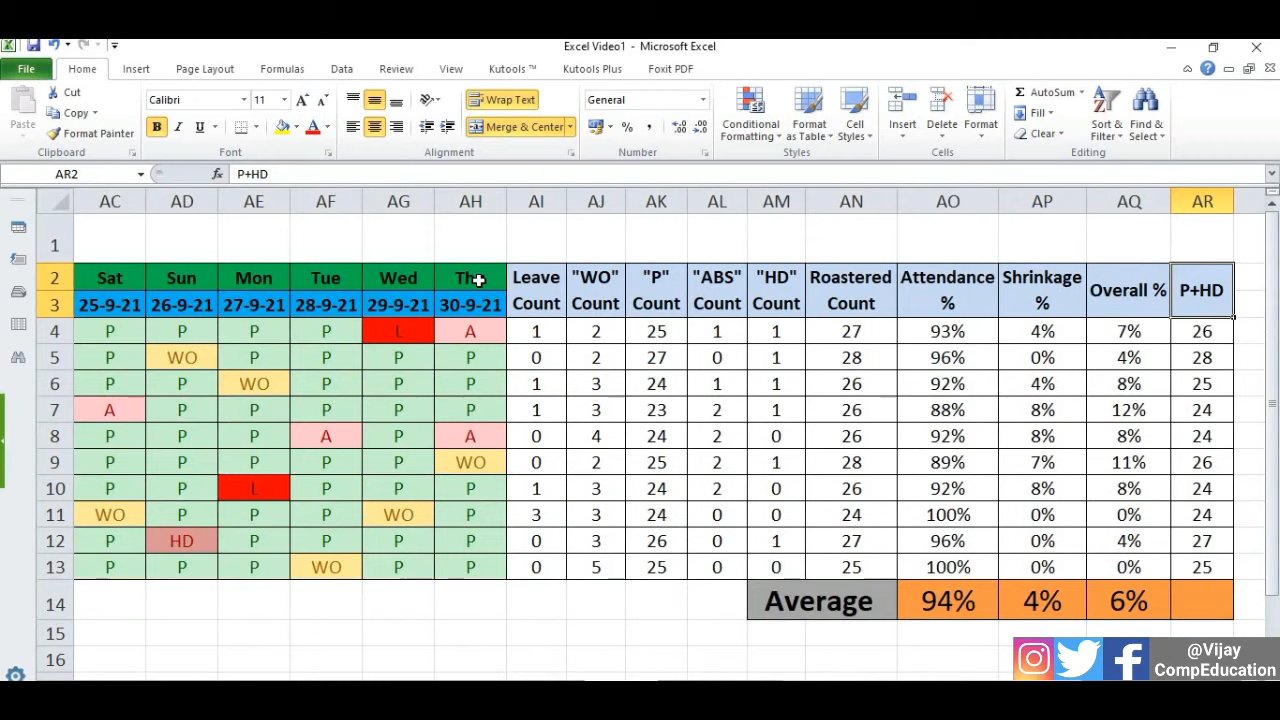 Excel Video1 - Microsoft Excel
File Home Insert Page Layout Formulas Data Review View Kutools ™ Kutools Plus Foxit PDF
Paste Cut Copy Format Painter
Calibri 11 Wrap Text General
B I U Merge & Center % ,
Conditional Formatting Format as Table Cell Styles Insert Delete Format AutoSum Fill Clear Sort & Filter Find & Select
Clipboard Font Alignment Number Styles Cells Editing
AR2 fx P+HD
AC AD AE AF AG AH AI AJ AK AL AM AN AO AP AQ AR
1
2 Sat Sun Mon Tue Wed Leave "WO" "P" "ABS" "HD" Roastered Attendance Shrinkage Overall % P+HD
3 25-9-21 26-9-21 27-9-21 28-9-21 29-9-21 30-9-21 Count Count Count Count Count Count % %
4 P P P P L A 1 2 25 1 1 27 93% 4% 7% 26
5 P WO P P P P 0 2 27 0 1 28 96% 0% 4% 28
6 P P WO P P P 1 3 24 1 1 26 92% 4% 8% 25
7 A P P P P P 1 3 23 2 1 26 88% 8% 12% 24
8 P P P A P A 0 4 24 2 0 26 92% 8% 8% 24
9 P P P P P WO 0 2 25 2 1 28 89% 7% 11% 26
10 P P L P P P 1 3 24 2 0 26 92% 8% 8% 24
11 WO P P P WO P 3 3 24 0 0 24 100% 0% 0% 24
12 P HD P P P P 0 3 26 0 1 27 96% 0% 4% 27
13 P P P WO P P 0 5 25 0 0 25 100% 0% 0% 25
14 Average 94% 4% 6%
15
16
@Vijay
CompEducation